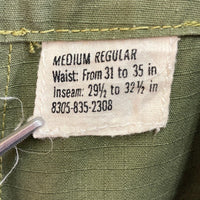 MEDIUM REGULAR
Waist: From 31 to 35 in
Inseam: 29½ to 32½ in
8305-835-2308